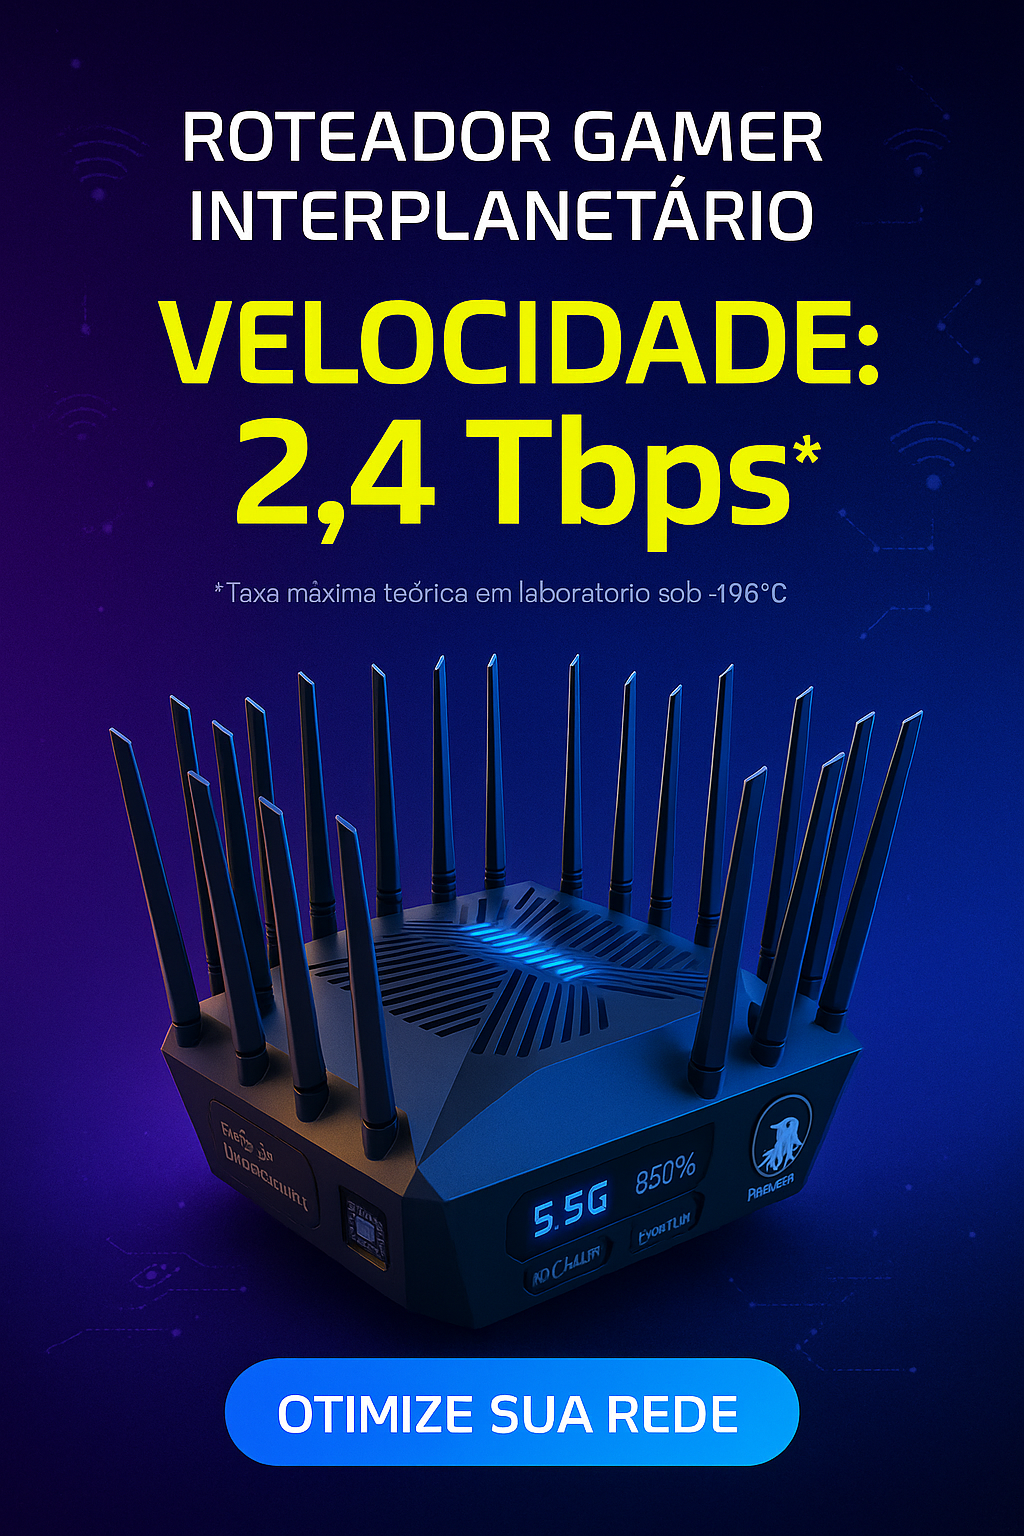 ROTEADOR GAMER
INTERPLANETÁRIO
VELOCIDADE:
2,4 Tbps*
*Taxa máxima teórica em laboratorio sob -196°C
5.5G
850%
OTIMIZE SUA REDE